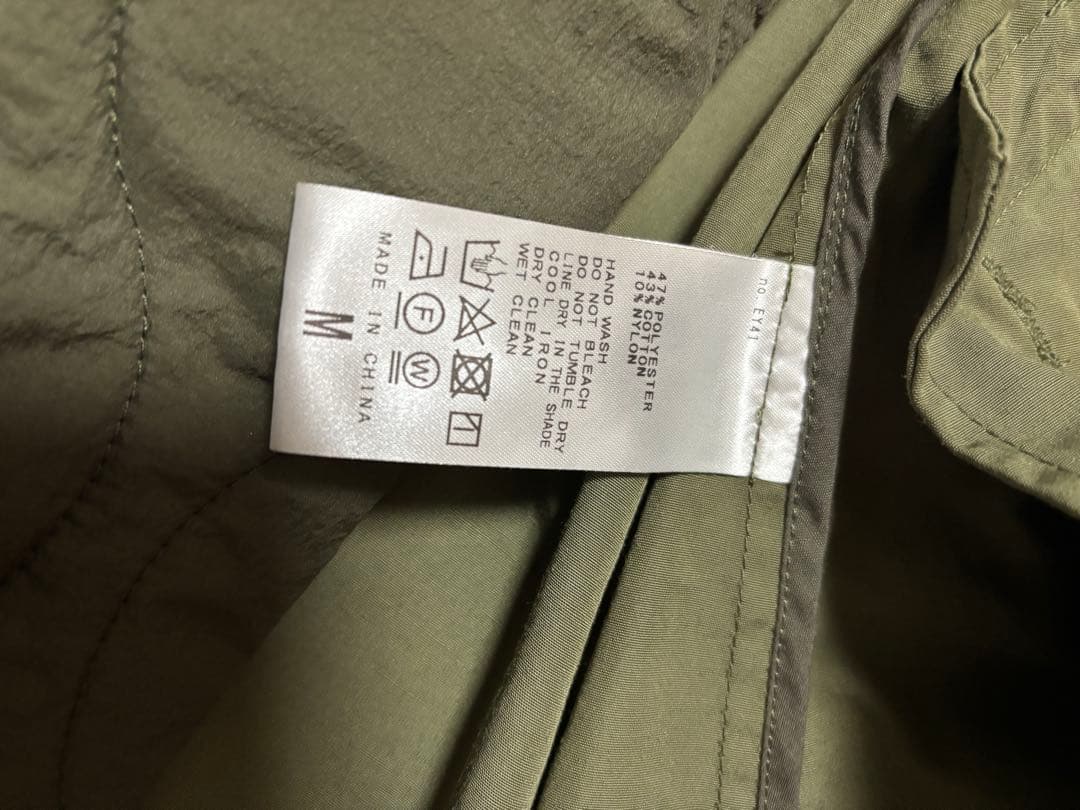 no.EY41
47% POLYESTER
43% COTTON
10% NYLON
HAND WASH
DO NOT BLEACH
DO NOT TUMBLE DRY
LINE DRY IN THE SHADE
COOL IRON
DRY CLEAN
WET CLEAN
F W
MADE IN CHINA
M